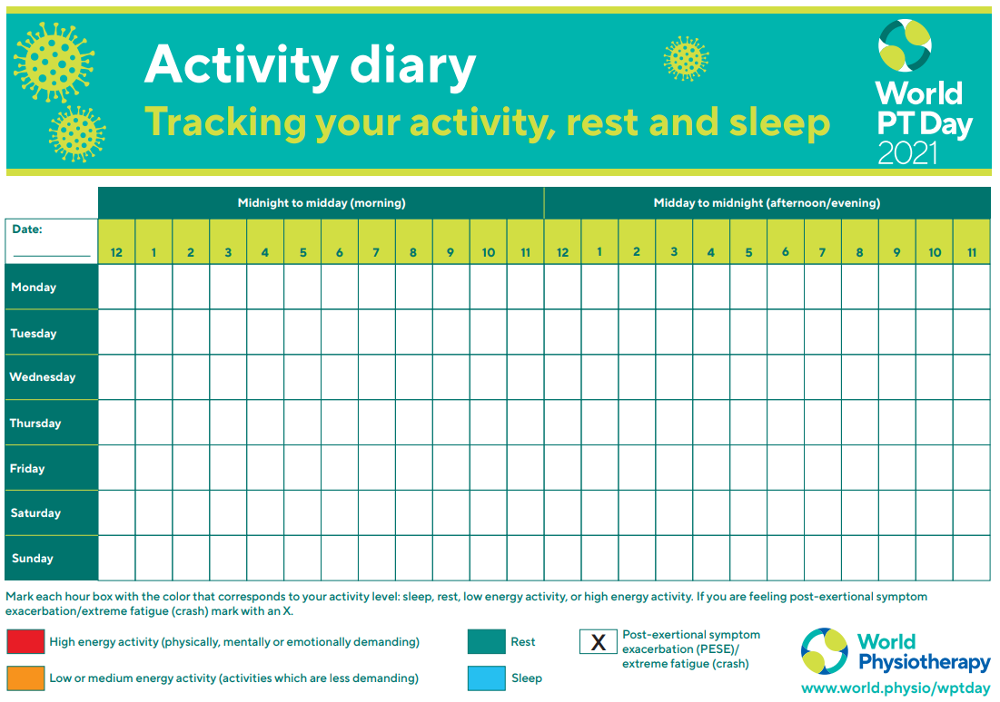 Activity diary
Tracking your activity, rest and sleep
World
PT Day
2021
Midnight to midday (morning)
Midday to midnight (afternoon/evening)
Date:
12 1 2 3 4 5 6 7 8 9 10 11 12 1 2 3 4 5 6 7 8 9 10 11
Monday
Tuesday
Wednesday
Thursday
Friday
Saturday
Sunday
Mark each hour box with the color that corresponds to your activity level: sleep, rest, low energy activity, or high energy activity. If you are feeling post-exertional symptom
exacerbation/extreme fatigue (crash) mark with an X.
High energy activity (physically, mentally or emotionally demanding)
Low or medium energy activity (activities which are less demanding)
Rest
Sleep
X
Post-exertional symptom
exacerbation (PESE)/
extreme fatigue (crash)
World
Physiotherapy
www.world.physio/wptday